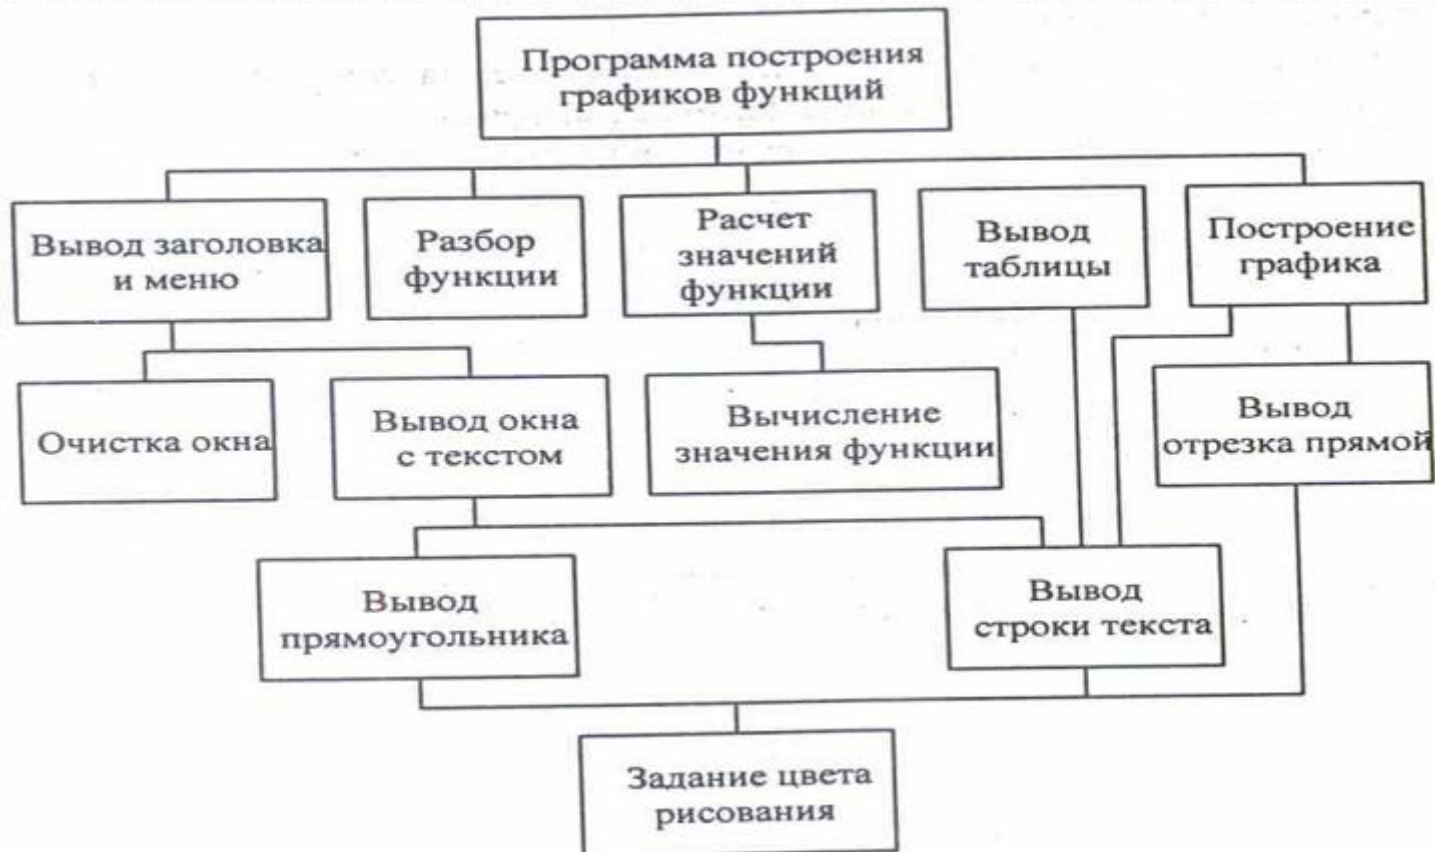 Программа построения
графиков функций
Вывод заголовка
и меню
Разбор
функции
Расчет
значений
функции
Вывод
таблицы
Построение
графика
Очистка окна
Вывод окна
с текстом
Вычисление
значения функции
Вывод
отрезка прямой
Вывод
прямоугольника
Вывод
строки текста
Задание цвета
рисования